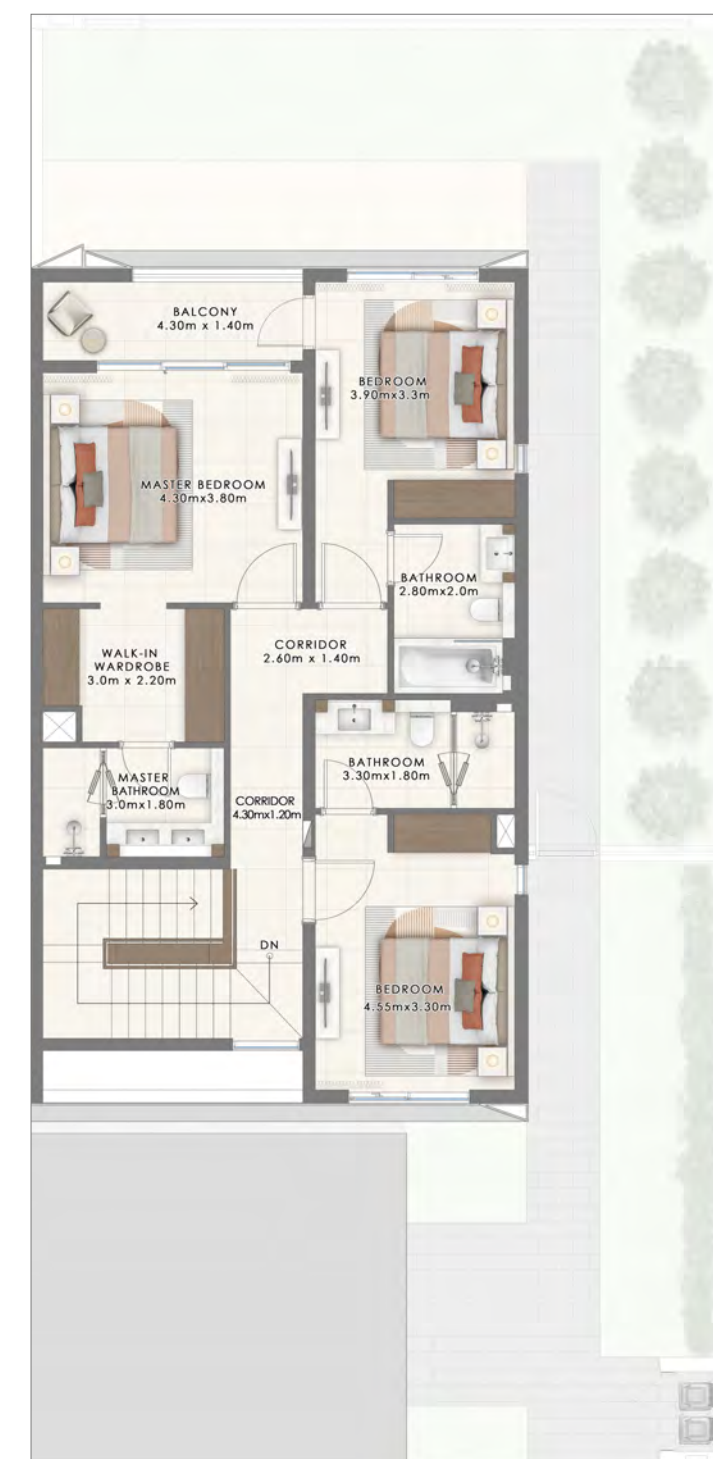 BALCONY
4.30m x 1.40m
BEDROOM
3.90mx3.3m
MASTER BEDROOM
4.30mx3.80m
BATHROOM
2.80mx2.0m
CORRIDOR
2.60m x 1.40m
WALK-IN
WARDROBE
3.0m x 2.20m
BATHROOM
3.30mx1.80m
MASTER
BATHROOM
3.0mx1.80m
CORRIDOR
4.30mx1.20m
DN
BEDROOM
4.55mx3.30m